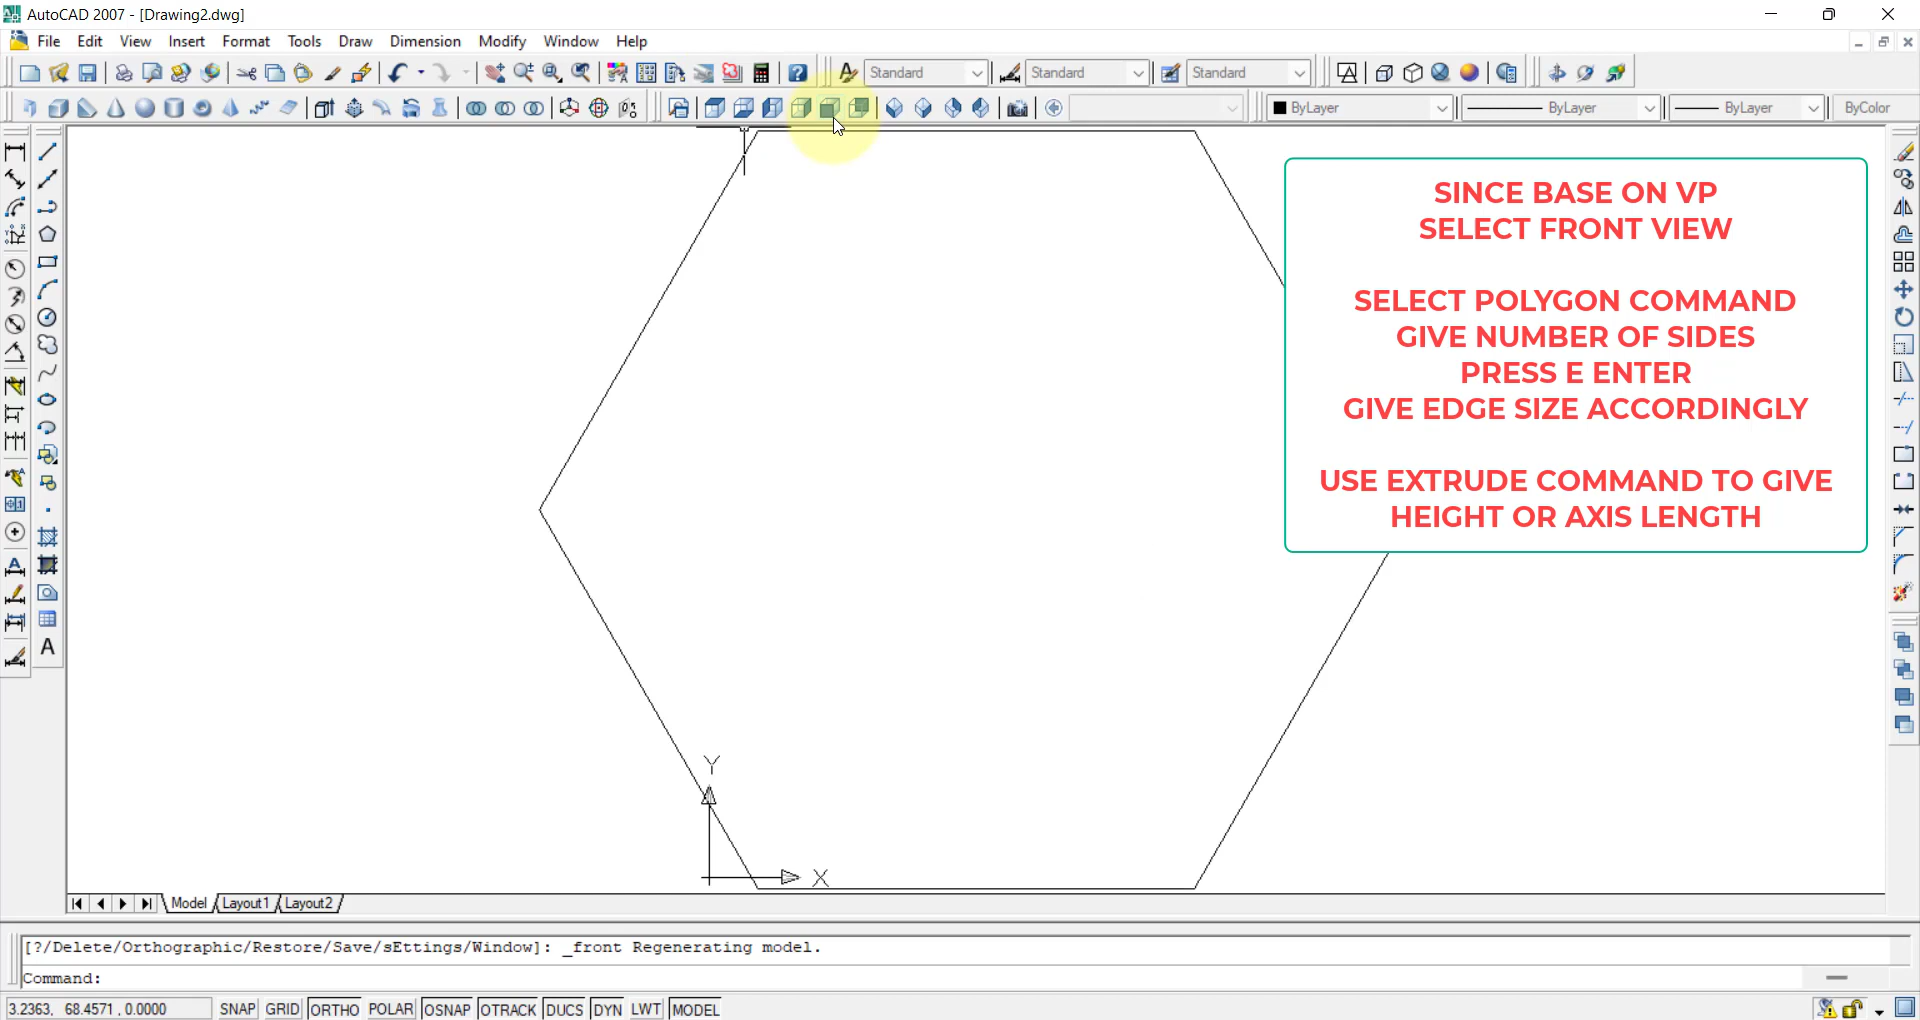 AutoCAD 2007 - [Drawing2.dwg]
File Edit View Insert Format Tools Draw Dimension Modify Window Help
Standard Standard Standard
ByLayer ByLayer ByLayer ByColor
SINCE BASE ON VP
SELECT FRONT VIEW
SELECT POLYGON COMMAND
GIVE NUMBER OF SIDES
PRESS E ENTER
GIVE EDGE SIZE ACCORDINGLY
USE EXTRUDE COMMAND TO GIVE
HEIGHT OR AXIS LENGTH
A
Y
X
Model Layout1 Layout2
[?/Delete/Orthographic/Restore/Save/sEttings/Window]: _front Regenerating model.
Command:
3.2363, 68.4571 , 0.0000 SNAP GRID ORTHO POLAR OSNAP OTRACK DUCS DYN LWT MODEL